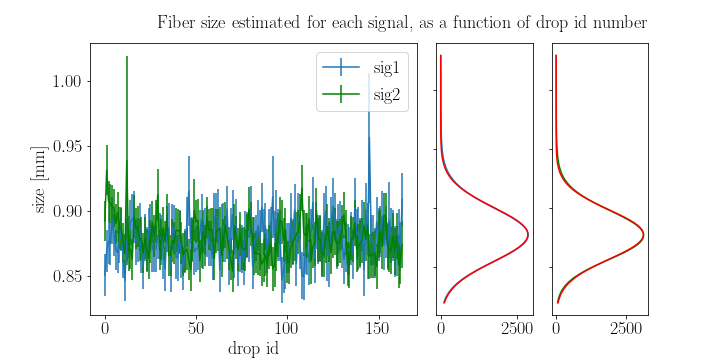 Fiber size estimated for each signal, as a function of drop id number
sig1
sig2
size [mm]
1.00
0.95
0.90
0.85
0 50 100 150
drop id
0 2500
0 2500